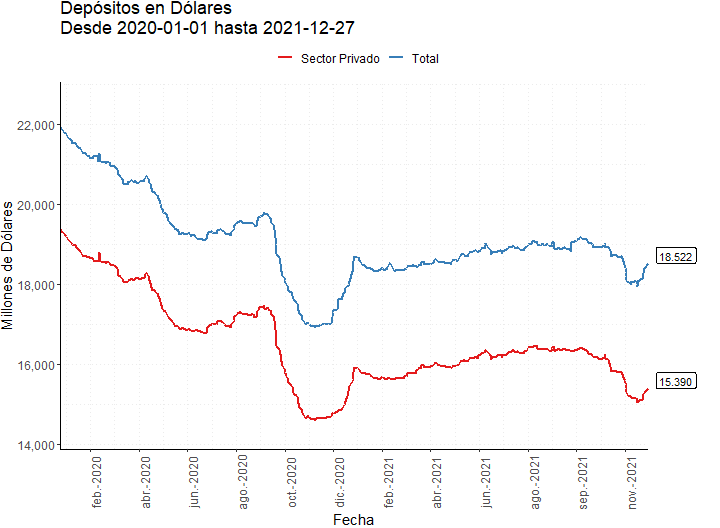 Depósitos en Dólares
Desde 2020-01-01 hasta 2021-12-27
Sector Privado
Total
Millones de Dólares
22,000
20,000
18,000
16,000
14,000
18.522
15.390
feb.-2020
abr.-2020
jun.-2020
ago.-2020
oct.-2020
dic.-2020
feb.-2021
abr.-2021
jun.-2021
ago.-2021
sep.-2021
nov.-2021
Fecha